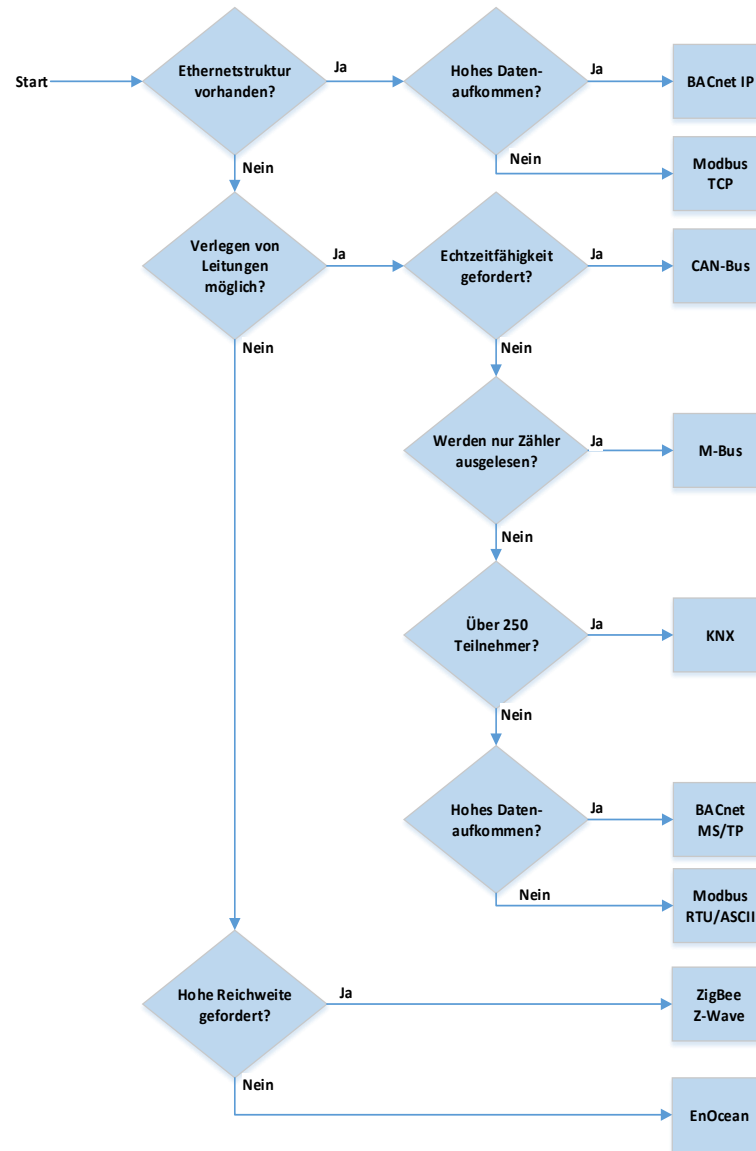 Start
Ethernetstruktur
vorhanden?
Ja
Hohes Daten-
aufkommen?
Ja
BACnet IP
Nein
Nein
Modbus
TCP
Verlegen von
Leitungen
möglich?
Ja
Echtzeitfähigkeit
gefordert?
Ja
CAN-Bus
Nein
Nein
Werden nur Zähler
ausgelesen?
Ja
M-Bus
Nein
Über 250
Teilnehmer?
Ja
KNX
Nein
Hohes Daten-
aufkommen?
Ja
BACnet
MS/TP
Nein
Modbus
RTU/ASCII
Hohe Reichweite
gefordert?
Ja
ZigBee
Z-Wave
Nein
EnOcean